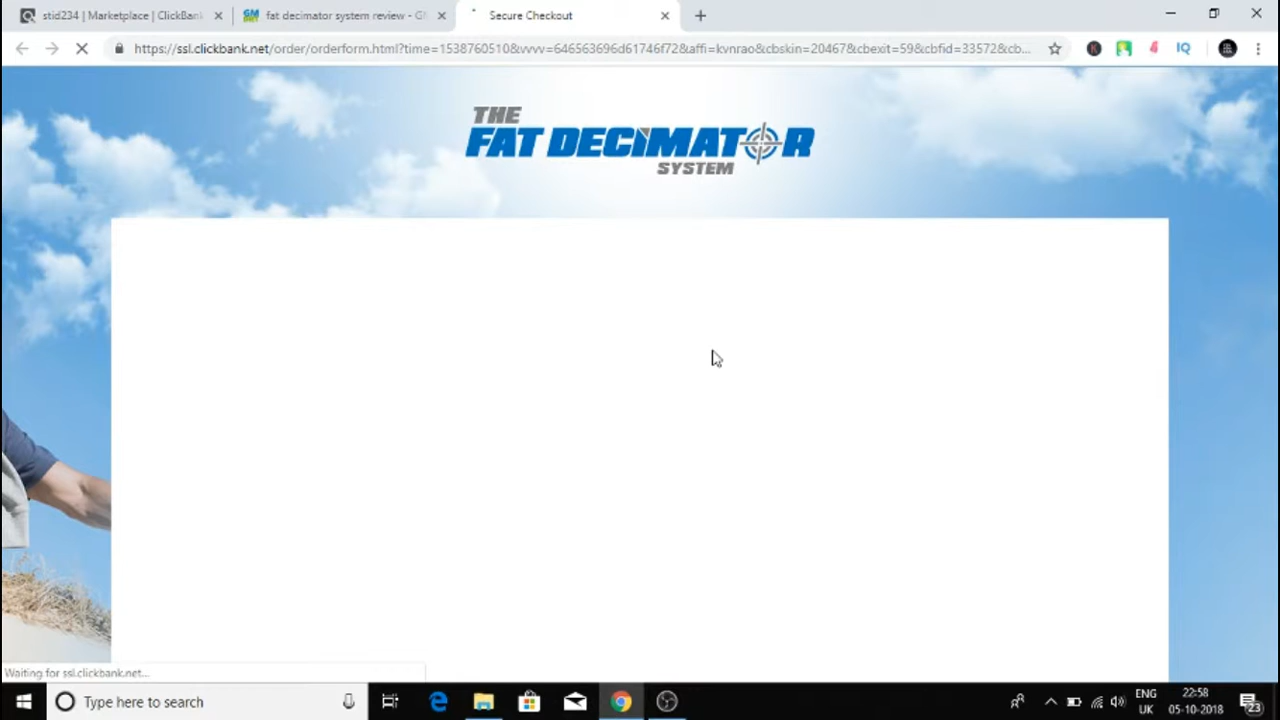 stid234 | Marketplace | ClickBank
fat decimator system review - GM
Secure Checkout
https://ssl.clickbank.net/order/orderform.html?time=1538760510&vvvv=646563696d61746f72&affi=kvnrao&cbskin=20467&cbexit=59&cbfid=33572&cb...
IQ
THE
FAT DECIMATOR
SYSTEM
Waiting for ssl.clickbank.net...
Type here to search
ENG
UK
22:58
05-10-2018
23